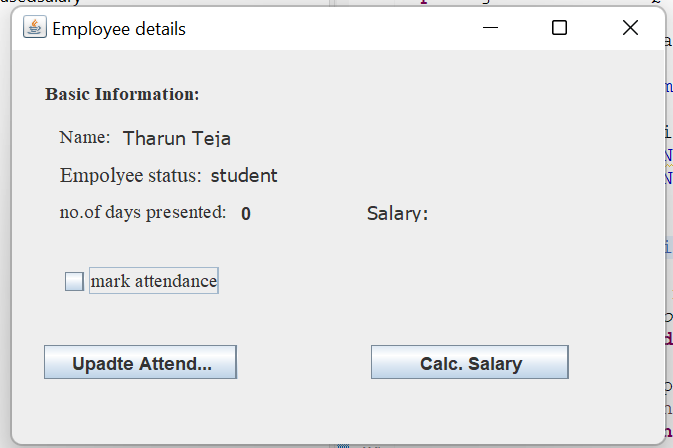 Employee details
Basic Information:
Name: Tharun Teja
Empolyee status: student
no.of days presented: 0 Salary:
mark attendance
Upadte Attend... Calc. Salary